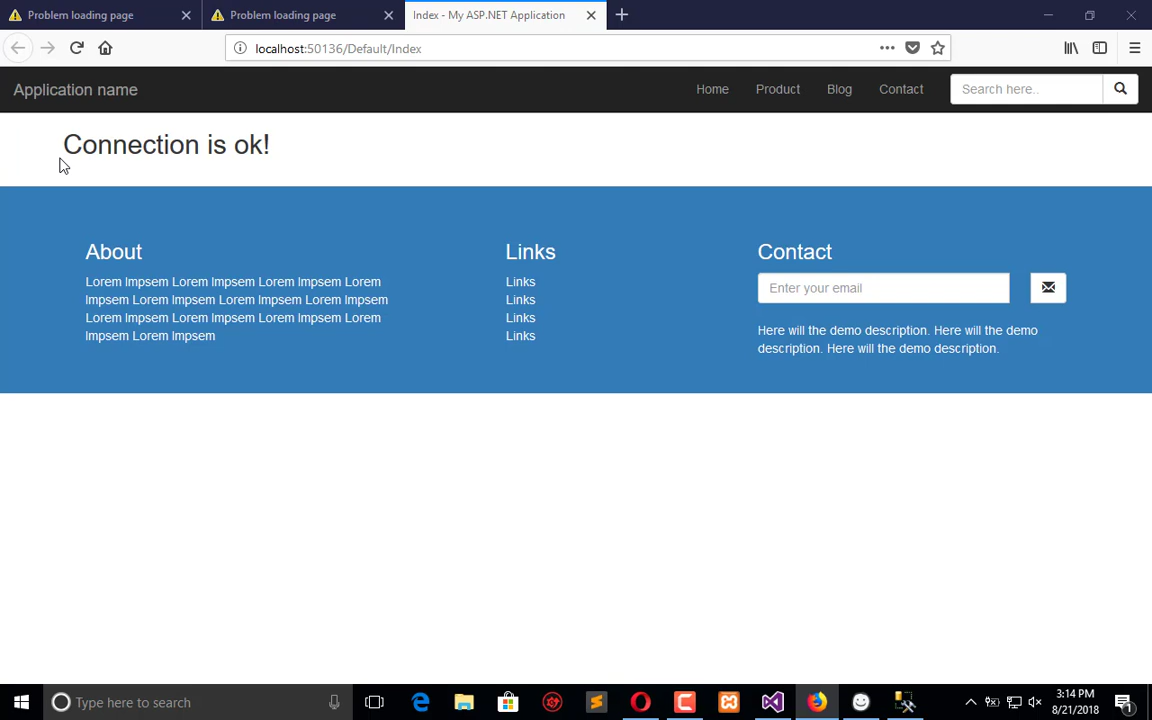 Problem loading page
Problem loading page
Index - My ASP.NET Application
localhost:50136/Default/Index
Application name
Home
Product
Blog
Contact
Search here..
Connection is ok!
About
Lorem Impsem Lorem Impsem Lorem Impsem Lorem
Impsem Lorem Impsem Lorem Impsem Lorem Impsem
Lorem Impsem Lorem Impsem Lorem Impsem Lorem
Impsem Lorem Impsem
Links
Links
Links
Links
Links
Contact
Enter your email
Here will the demo description. Here will the demo
description. Here will the demo description.
Type here to search
3:14 PM
8/21/2018
1